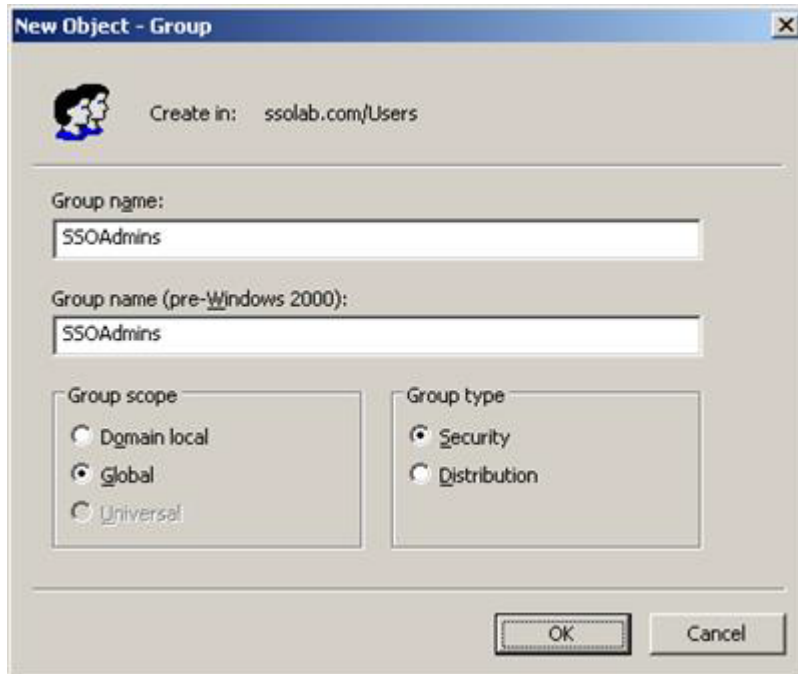 New Object - Group
Create in: ssolab.com/Users
Group name:
SSOAdmins
Group name (pre-Windows 2000):
SSOAdmins
Group scope
Domain local
Global
Universal
Group type
Security
Distribution
OK
Cancel